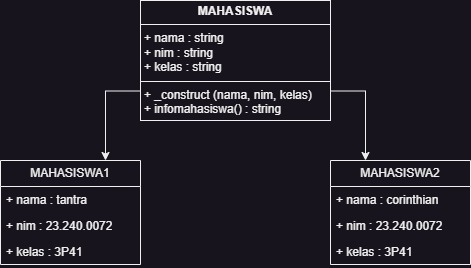 MAHASISWA
+ nama : string
+ nim : string
+ kelas : string
+ _construct (nama, nim, kelas)
+ infomahasiswa() : string
MAHASISWA1
+ nama : tantra
+ nim : 23.240.0072
+ kelas : 3P41
MAHASISWA2
+ nama : corinthian
+ nim : 23.240.0072
+ kelas : 3P41